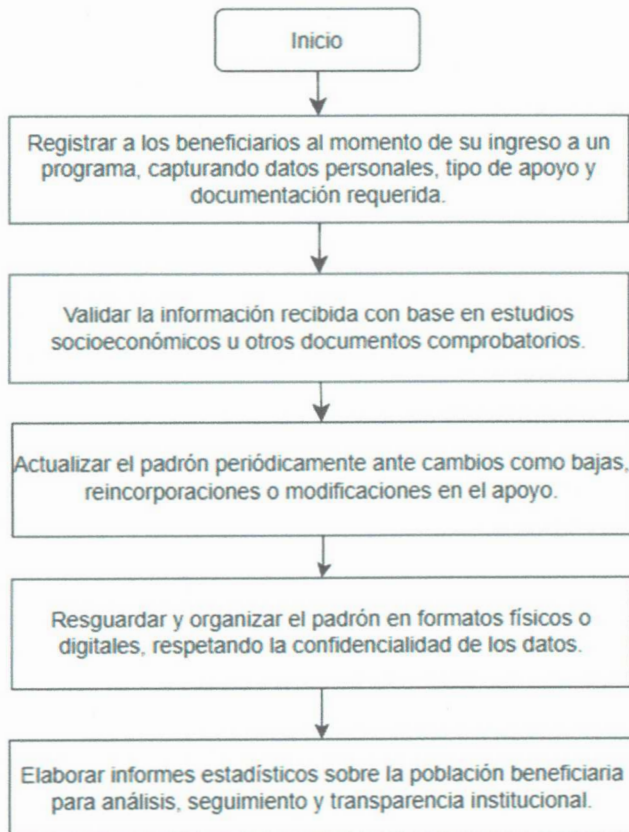 Inicio
Registrar a los beneficiarios al momento de su ingreso a un
programa, capturando datos personales, tipo de apoyo y
documentación requerida.
Validar la información recibida con base en estudios
socioeconómicos u otros documentos comprobatorios.
Actualizar el padrón periódicamente ante cambios como bajas,
reincorporaciones o modificaciones en el apoyo.
Resguardar y organizar el padrón en formatos físicos o
digitales, respetando la confidencialidad de los datos.
Elaborar informes estadísticos sobre la población beneficiaria
para análisis, seguimiento y transparencia institucional.